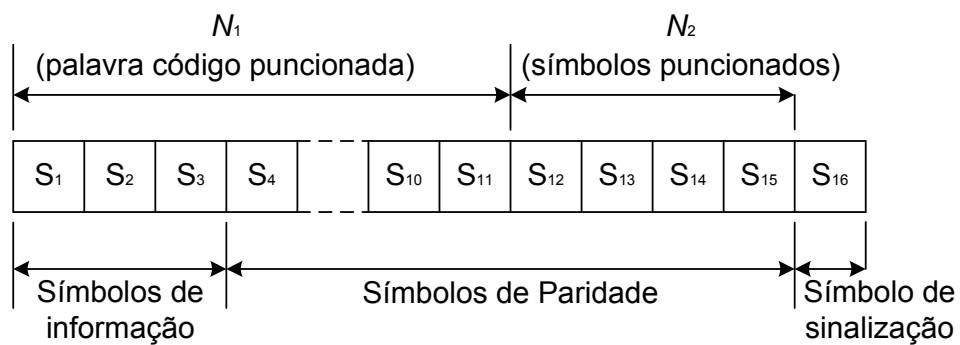 N1 N2
(palavra código puncionada) (símbolos puncionados)
S1 S2 S3 S4 S10 S11 S12 S13 S14 S15 S16
Símbolos de informação
Símbolos de Paridade
Símbolo de sinalização